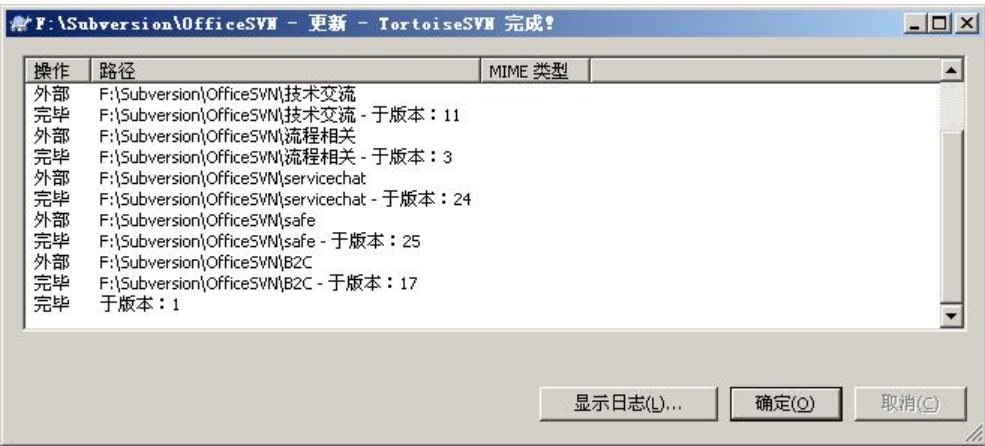 F:\Subversion\OfficeSVN - 更新 - TortoiseSVN 完成!
操作 路径 MIME 类型
外部 F:\Subversion\OfficeSVN\技术交流
完毕 F:\Subversion\OfficeSVN\技术交流 - 于版本：11
外部 F:\Subversion\OfficeSVN\流程相关
完毕 F:\Subversion\OfficeSVN\流程相关 - 于版本：3
外部 F:\Subversion\OfficeSVN\servicechat
完毕 F:\Subversion\OfficeSVN\servicechat - 于版本：24
外部 F:\Subversion\OfficeSVN\safe
完毕 F:\Subversion\OfficeSVN\safe - 于版本：25
外部 F:\Subversion\OfficeSVN\B2C
完毕 F:\Subversion\OfficeSVN\B2C - 于版本：17
完毕 于版本：1
显示日志(L)... 确定(O) 取消(C)